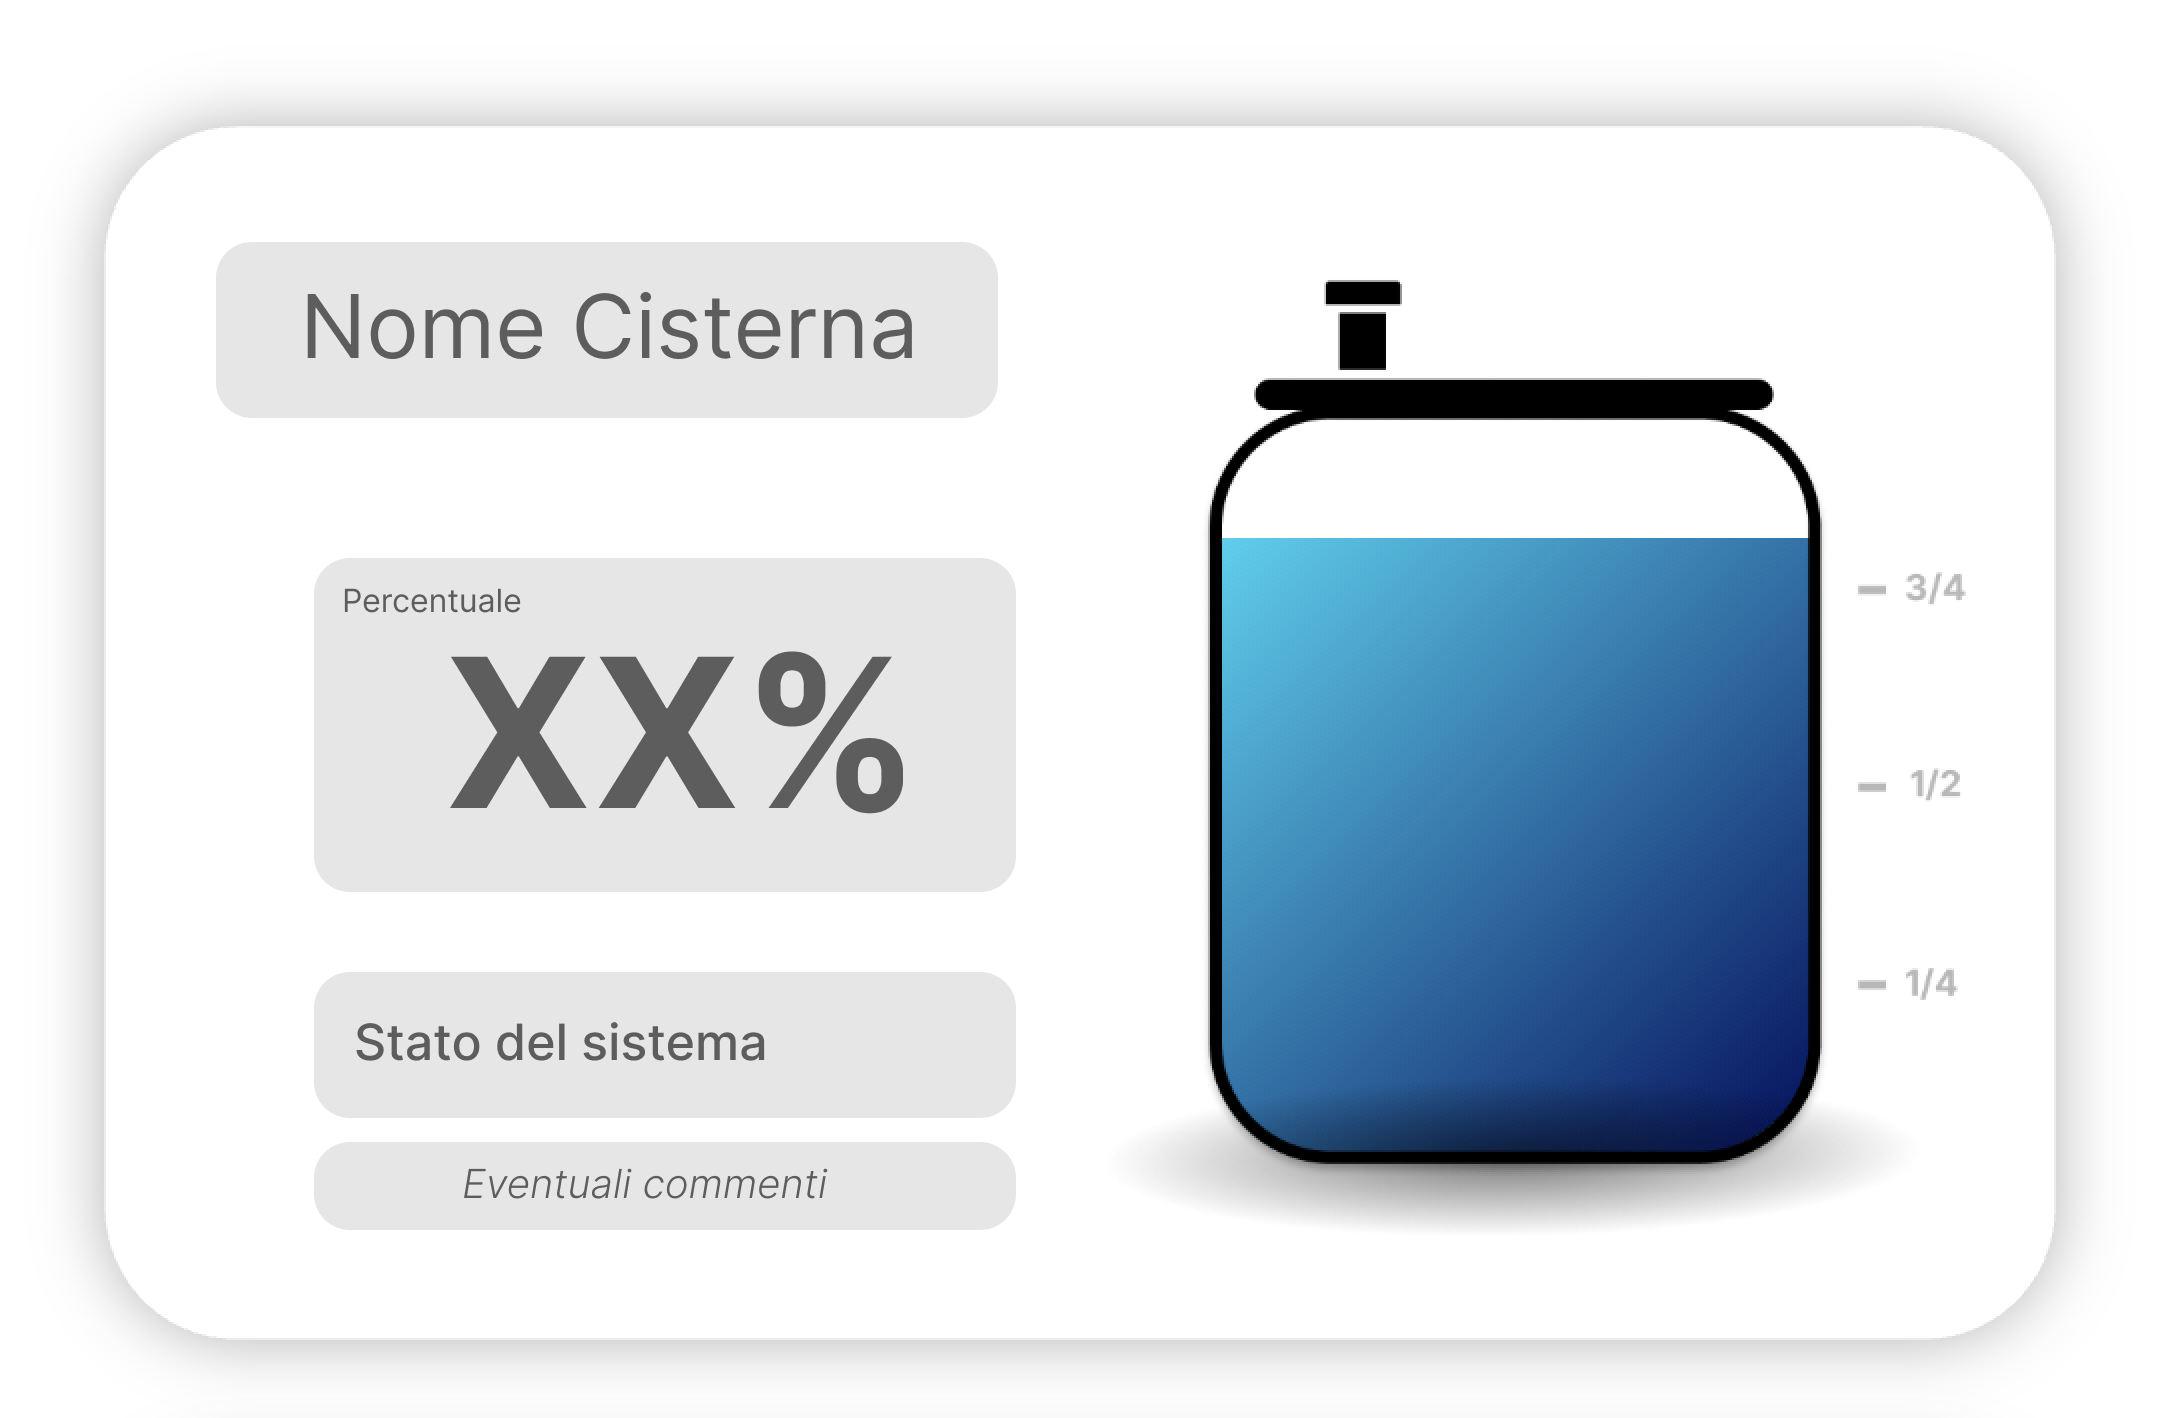 Nome Cisterna
Percentuale
XX%
Stato del sistema
Eventuali commenti
3/4
1/2
1/4